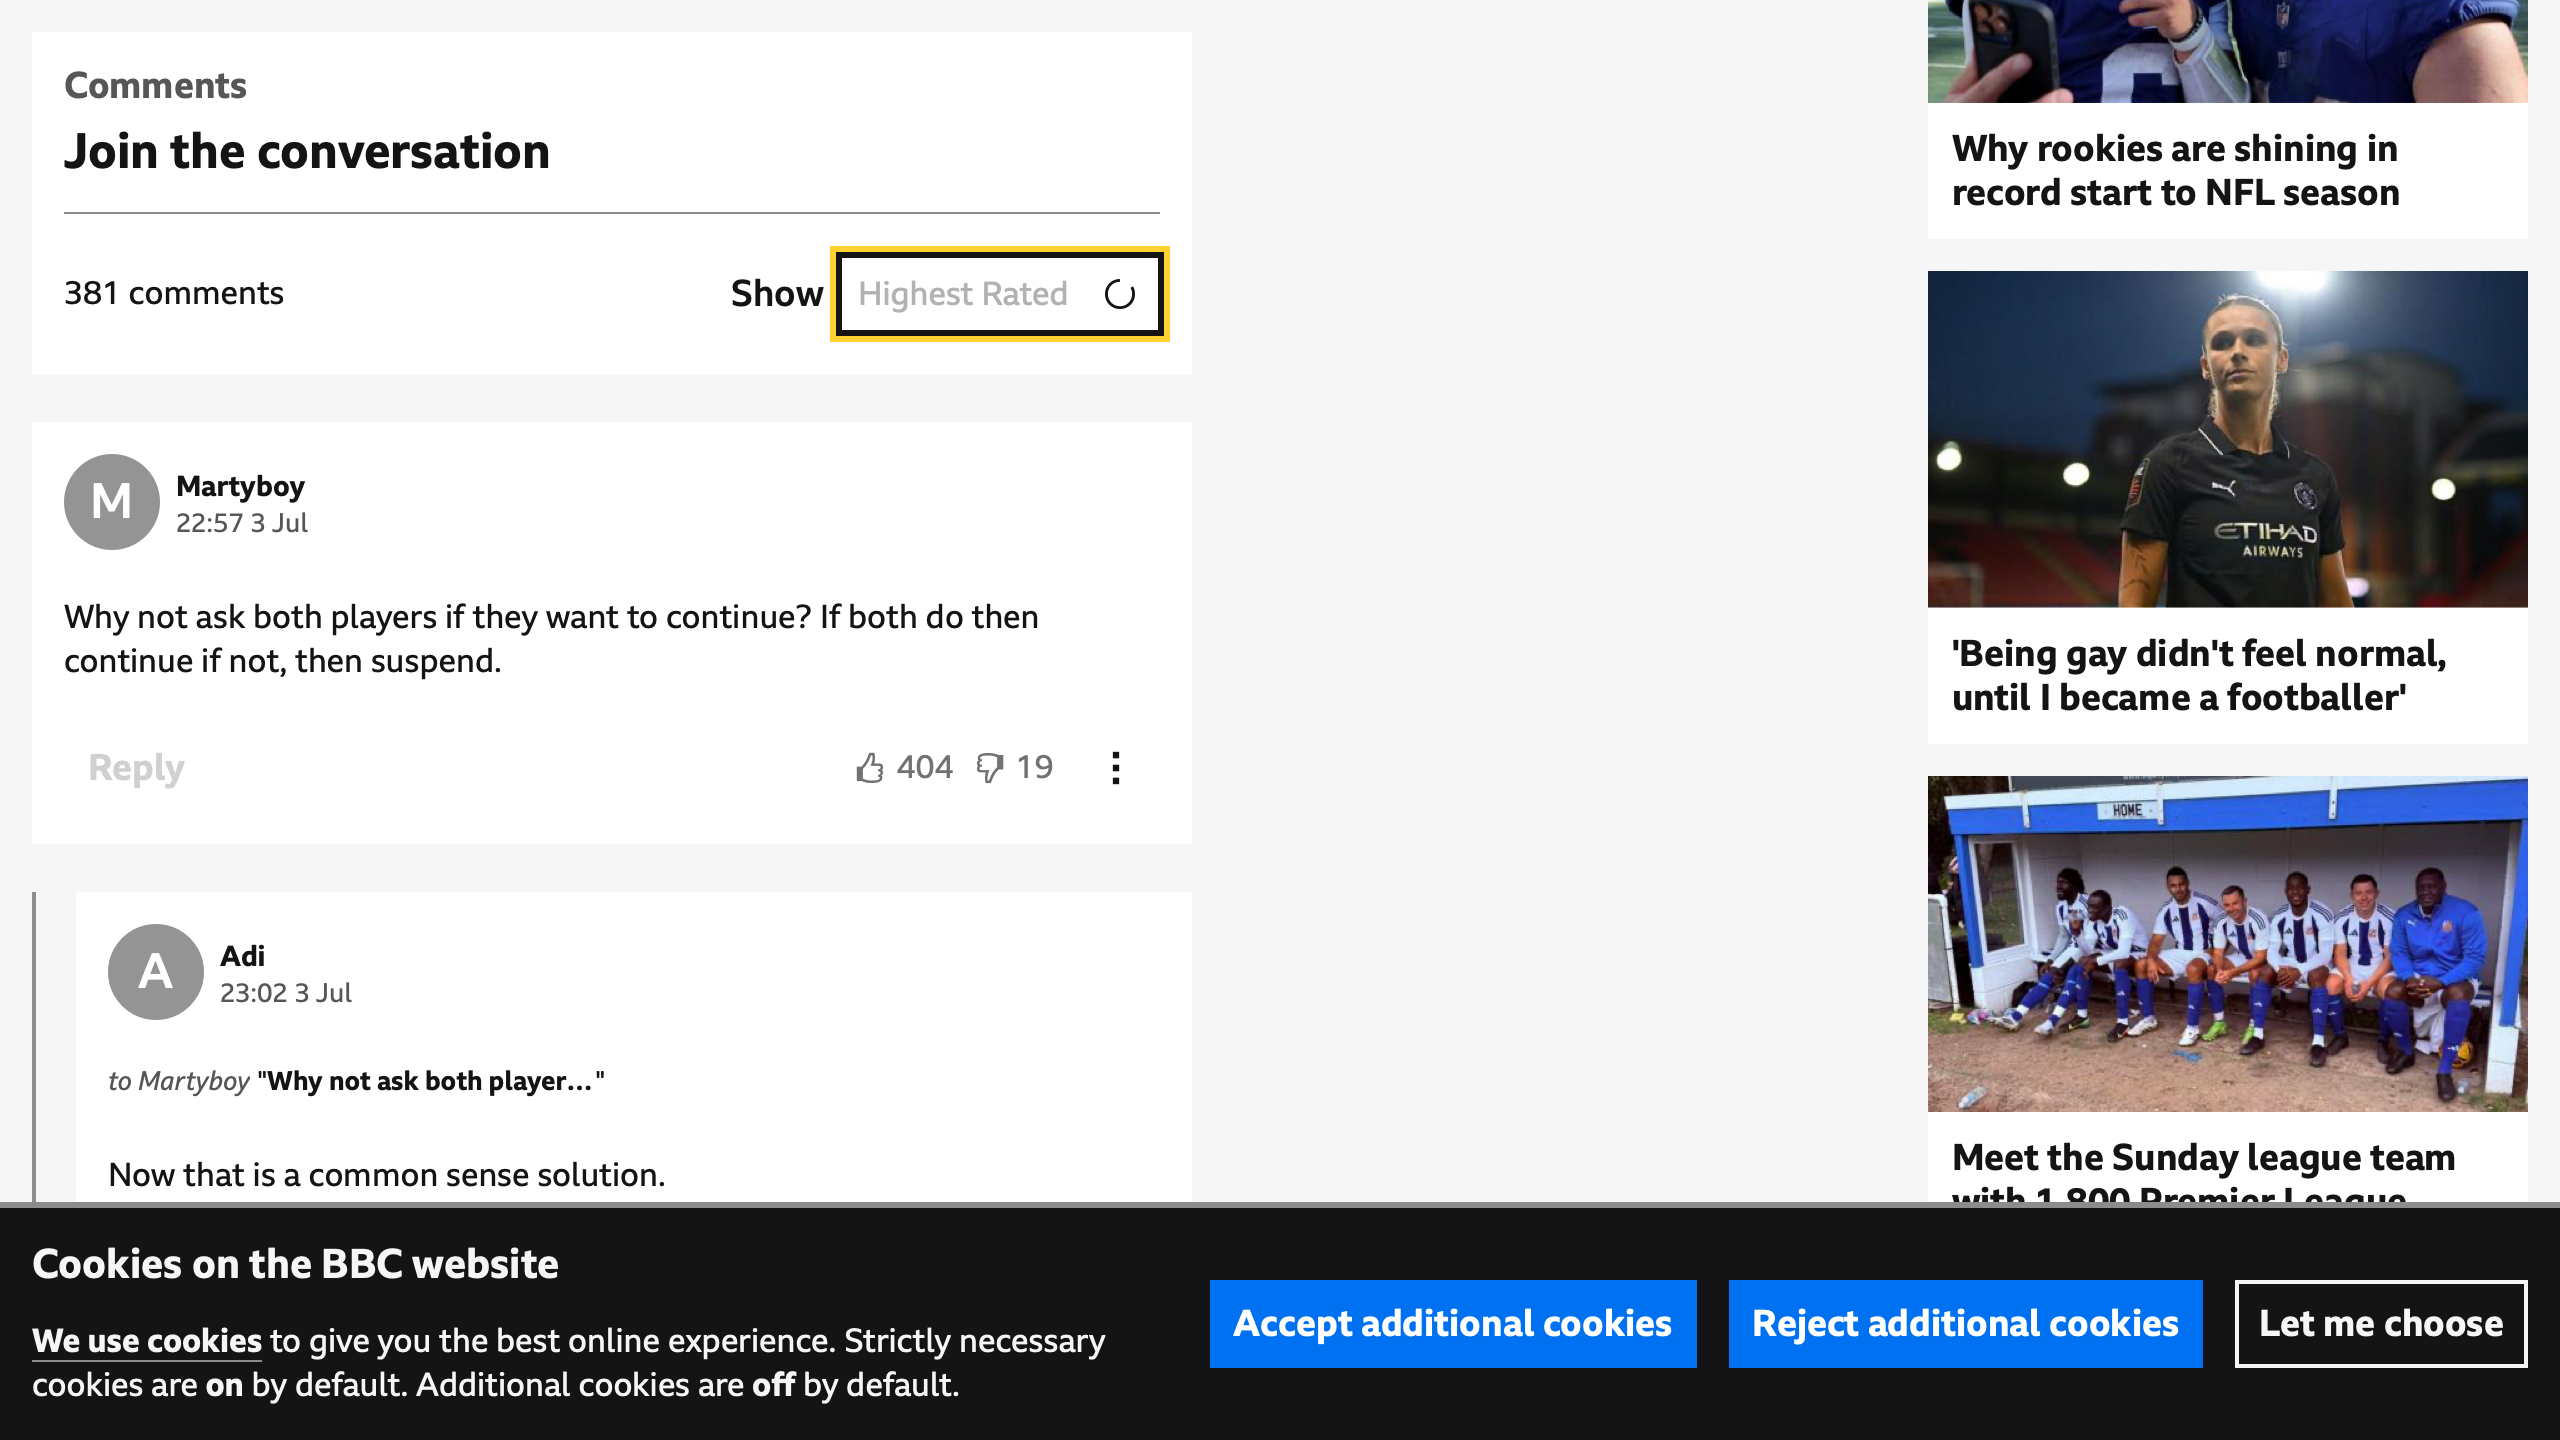 Comments
Join the conversation
381 comments
Show
Highest Rated
M
Martyboy
22:57 3 Jul
Why not ask both players if they want to continue? If both do then
continue if not, then suspend.
Reply
404
19
A
Adi
23:02 3 Jul
to Martyboy "Why not ask both player..."
Now that is a common sense solution.
Why rookies are shining in
record start to NFL season
ETIHAD
AIRWAYS
'Being gay didn't feel normal,
until I became a footballer'
HOME
Meet the Sunday league team
with 1,800 Premier League
Cookies on the BBC website
We use cookies to give you the best online experience. Strictly necessary
cookies are on by default. Additional cookies are off by default.
Accept additional cookies
Reject additional cookies
Let me choose